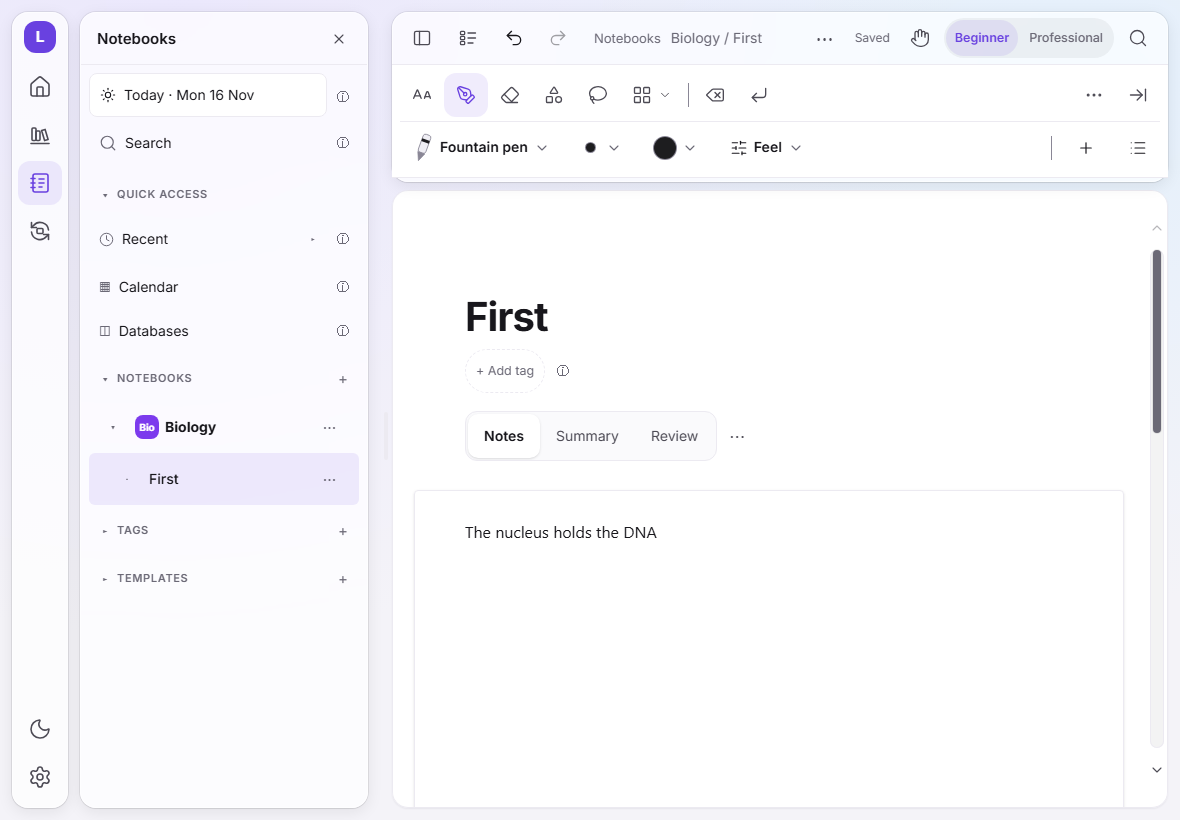 L
Notebooks
Today · Mon 16 Nov
Search
QUICK ACCESS
Recent
Calendar
Databases
NOTEBOOKS
Bio Biology
First
TAGS
TEMPLATES
Notebooks Biology / First
Saved
Beginner Professional
AA
Fountain pen
Feel
First
+ Add tag
Notes Summary Review
The nucleus holds the DNA